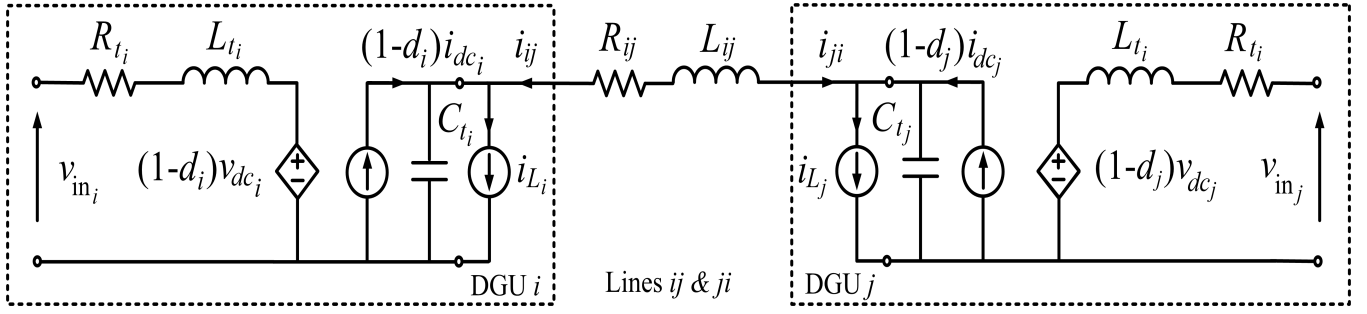 R_{t_i} L_{t_i} (1-d_i)i_{dc_i} i_{ij} R_{ij} L_{ij} i_{ji} (1-d_j)i_{dc_j} L_{t_i} R_{t_i}
C_{t_i} C_{t_j}
v_{in_i} (1-d_i)v_{dc_i} + - i_{L_i} i_{L_j} + - (1-d_j)v_{dc_j} v_{in_j}
DGU i Lines ij & ji DGU j